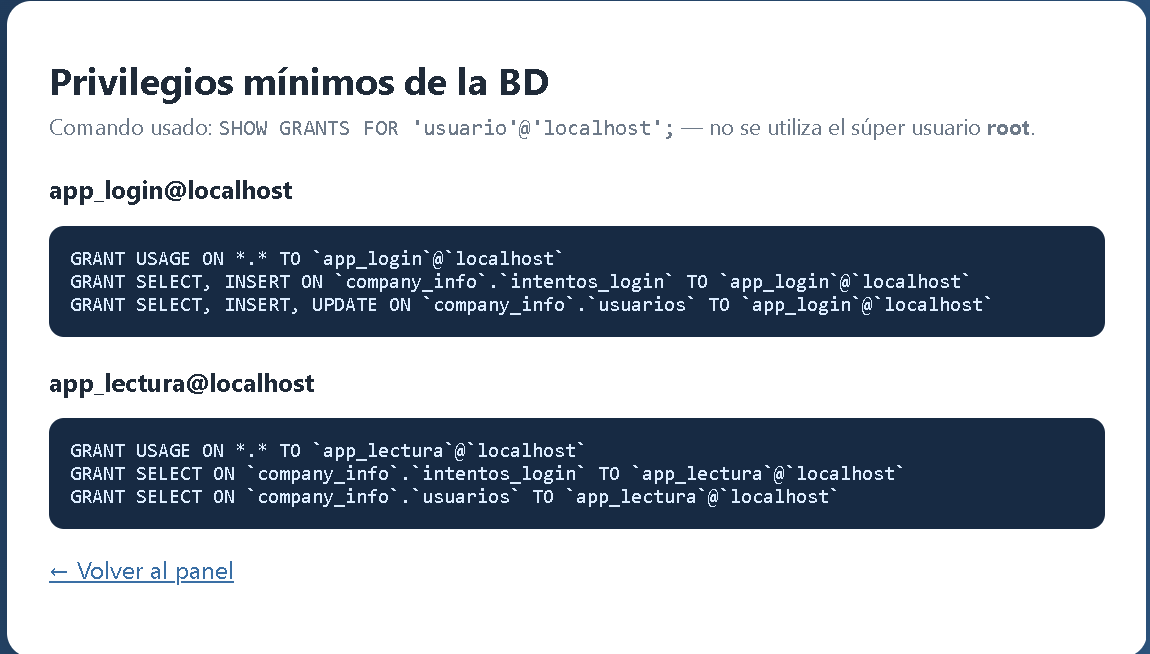 Privilegios mínimos de la BD
Comando usado: SHOW GRANTS FOR 'usuario'@'localhost'; — no se utiliza el súper usuario root.
app_login@localhost
GRANT USAGE ON *.* TO `app_login`@`localhost`
GRANT SELECT, INSERT ON `company_info`.`intentos_login` TO `app_login`@`localhost`
GRANT SELECT, INSERT, UPDATE ON `company_info`.`usuarios` TO `app_login`@`localhost`
app_lectura@localhost
GRANT USAGE ON *.* TO `app_lectura`@`localhost`
GRANT SELECT ON `company_info`.`intentos_login` TO `app_lectura`@`localhost`
GRANT SELECT ON `company_info`.`usuarios` TO `app_lectura`@`localhost`
← Volver al panel